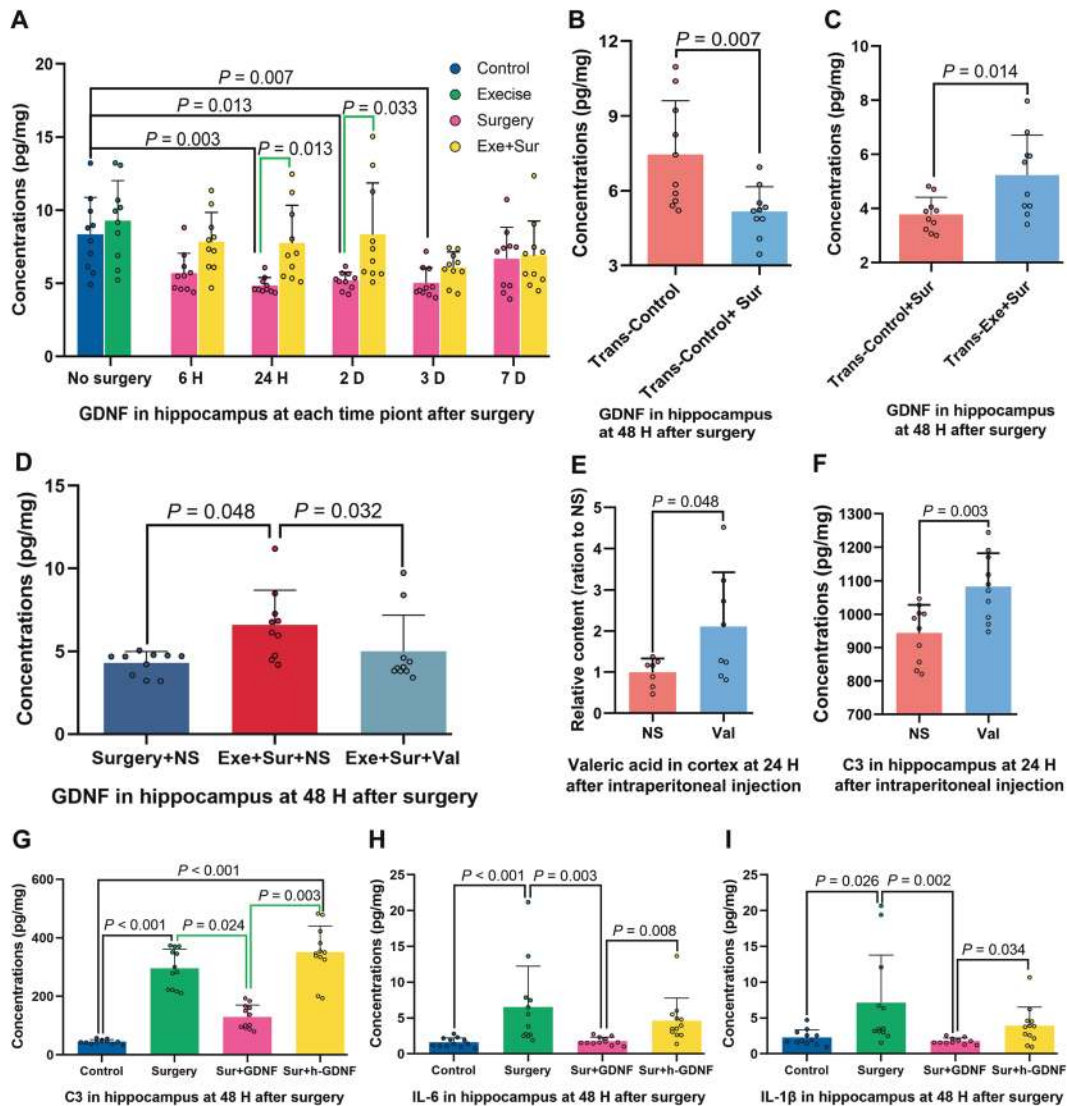 A
Concentrations (pg/mg)
20
15
10
5
0
P = 0.007
P = 0.013
P = 0.003
P = 0.013
P = 0.033
Control
Execise
Surgery
Exe+Sur
No surgery
6 H
24 H
2 D
3 D
7 D
GDNF in hippocampus at each time piont after surgery
B
Concentrations (pg/mg)
12
9
6
3
P = 0.007
Trans-Control
Trans-Control+ Sur
GDNF in hippocampus
at 48 H after surgery
C
Concentrations (pg/mg)
10
8
6
4
2
P = 0.014
Trans-Control+Sur
Trans-Exe+Sur
GDNF in hippocampus
at 48 H after surgery
D
Concentrations (pg/mg)
15
10
5
0
P = 0.048
P = 0.032
Surgery+NS
Exe+Sur+NS
Exe+Sur+Val
GDNF in hippocampus at 48 H after surgery
E
Relative content (ration to NS)
5
4
3
2
1
0
P = 0.048
NS
Val
Valeric acid in cortex at 24 H
after intraperitoneal injection
F
Concentrations (pg/mg)
1300
1200
1100
1000
900
800
700
P = 0.003
NS
Val
C3 in hippocampus at 24 H
after intraperitoneal injection
G
Concentrations (pg/mg)
600
400
200
0
P < 0.001
P < 0.001
P = 0.024
P = 0.003
Control
Surgery
Sur+GDNF
Sur+h-GDNF
C3 in hippocampus at 48 H after surgery
H
Concentrations (pg/mg)
25
20
15
10
5
0
P < 0.001
P = 0.003
P = 0.008
Control
Surgery
Sur+GDNF
Sur+h-GDNF
IL-6 in hippocampus at 48 H after surgery
I
Concentrations (pg/mg)
25
20
15
10
5
0
P = 0.026
P = 0.002
P = 0.034
Control
Surgery
Sur+GDNF
Sur+h-GDNF
IL-1β in hippocampus at 48 H after surgery